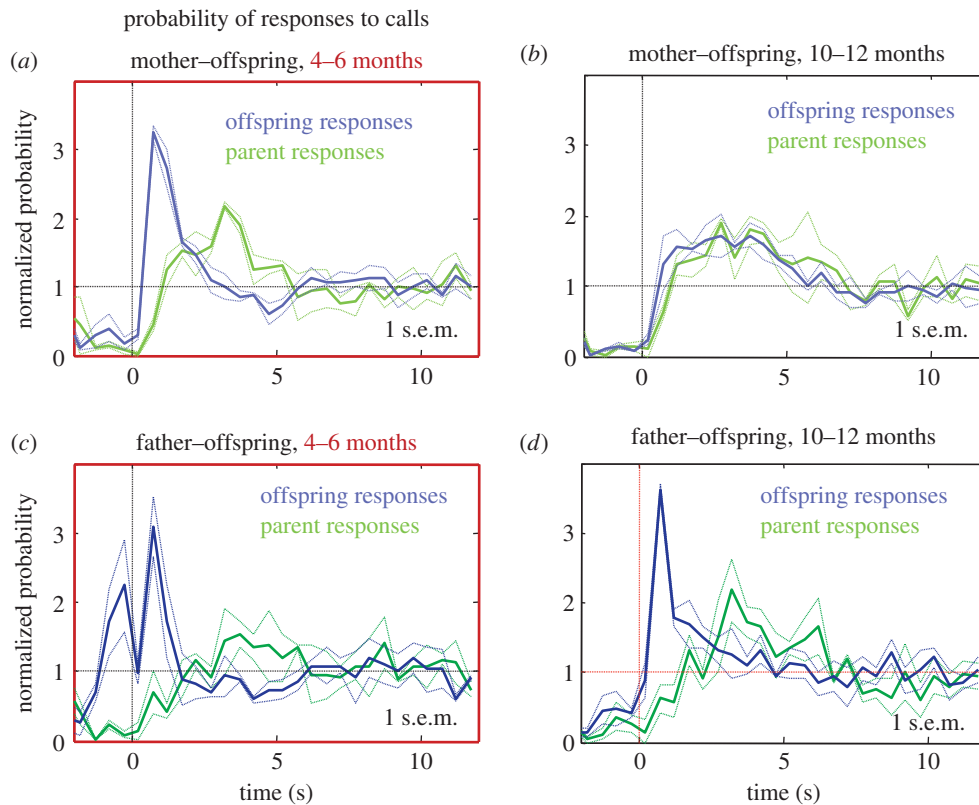 probability of responses to calls
(a) mother–offspring, 4–6 months
(b) mother–offspring, 10–12 months
normalized probability
3
2
1
0
offspring responses
parent responses
1 s.e.m.
0 5 10
3
2
1
0
offspring responses
parent responses
1 s.e.m.
0 5 10
(c) father–offspring, 4–6 months
(d) father–offspring, 10–12 months
normalized probability
3
2
1
0
offspring responses
parent responses
1 s.e.m.
0 5 10
time (s)
3
2
1
0
offspring responses
parent responses
1 s.e.m.
0 5 10
time (s)